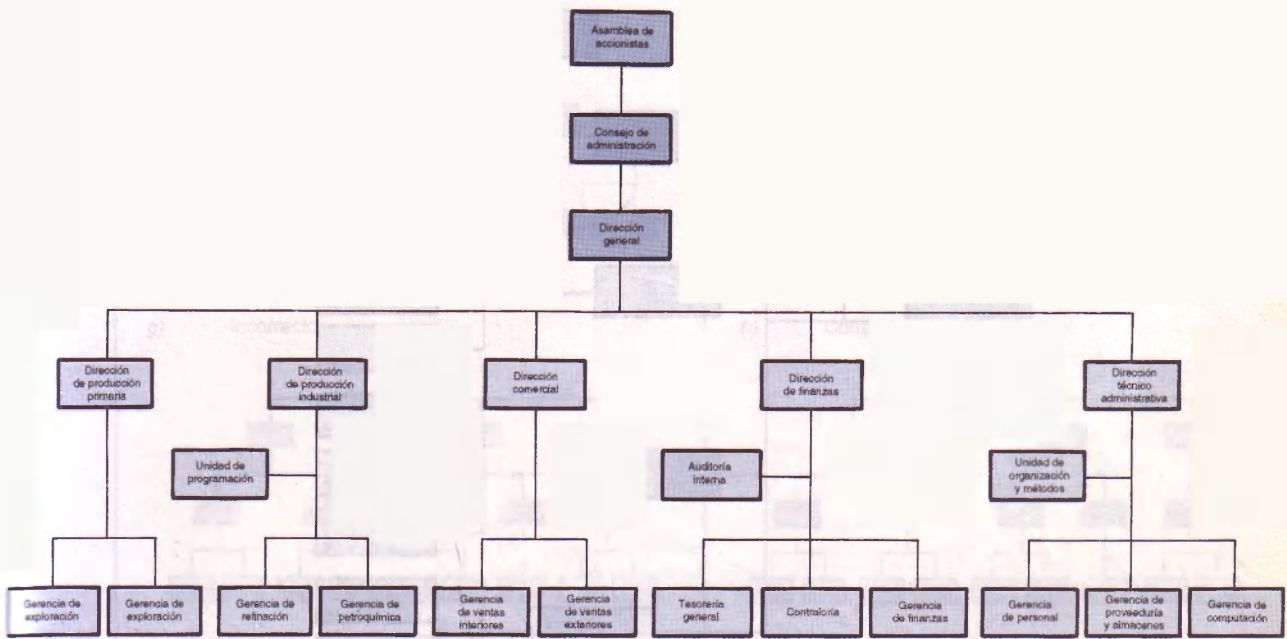 Asamblea de
accionistas
Consejo de
administración
Dirección
general
Dirección
de producción
primaria
Dirección
de producción
industrial
Dirección
comercial
Dirección
de finanzas
Dirección
técnico
administrativa
Unidad de
programación
Auditoría
interna
Unidad de
organización
y métodos
Gerencia de
exploración
Gerencia de
exploración
Gerencia de
refinación
Gerencia de
petroquímica
Gerencia
de ventas
interiores
Gerencia
de ventas
exteriores
Tesorería
general
Contraloría
Gerencia
de finanzas
Gerencia
de personal
Gerencia de
proveeduría
y almacenes
Gerencia de
computación